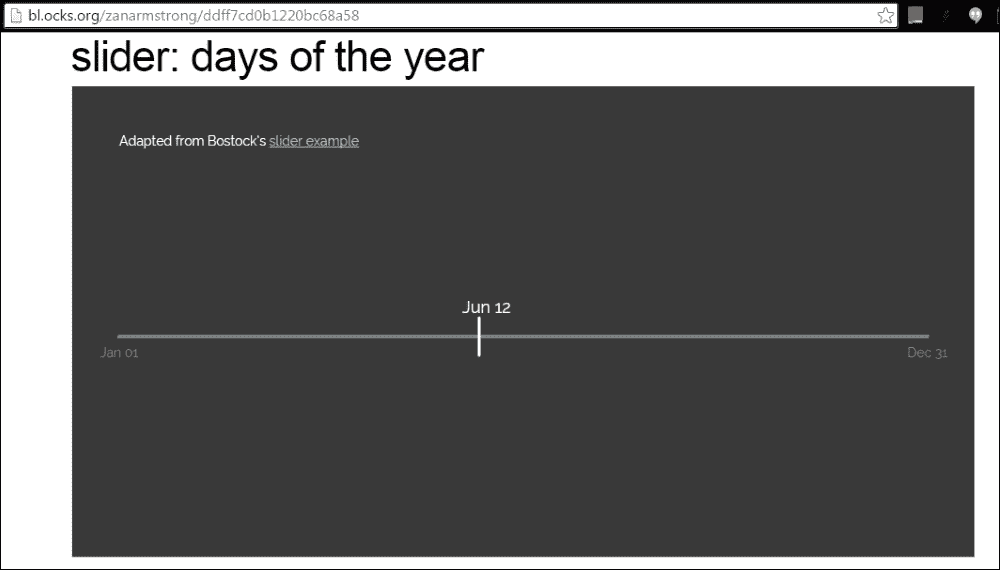 bl.ocks.org/zanarmstrong/ddff7cd0b1220bc68a58
slider: days of the year
Adapted from Bostock's slider example
Jun 12
Jan 01
Dec 31